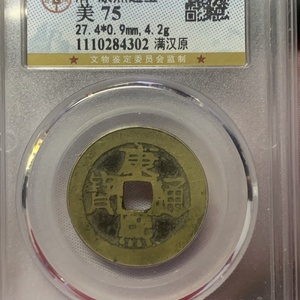 美 75
27.4*0.9mm,4.2g
1110284302 满汉原
★ 文物鉴定委员会监制 ★
康熙通寶